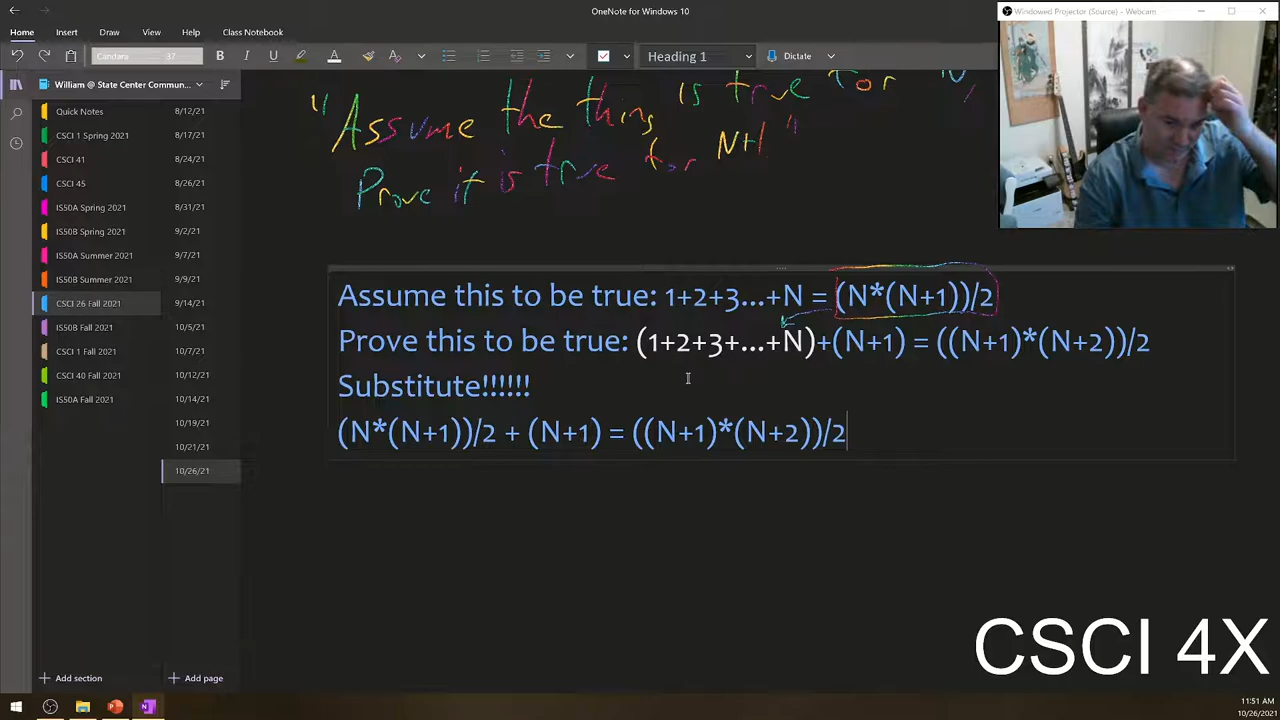 OneNote for Windows 10
Windowed Projector (Source) - Webcam
Home Insert Draw View Help Class Notebook
Candara 37 B I U A Heading 1 Dictate
William @ State Center Commun...
Quick Notes
CSCI 1 Spring 2021
CSCI 41
CSCI 45
IS50A Spring 2021
IS50B Spring 2021
IS50A Summer 2021
IS50B Summer 2021
CSCI 26 Fall 2021
IS50B Fall 2021
CSCI 1 Fall 2021
CSCI 40 Fall 2021
IS50A Fall 2021
8/12/21
8/17/21
8/24/21
8/26/21
8/31/21
9/2/21
9/7/21
9/9/21
9/14/21
10/5/21
10/7/21
10/12/21
10/14/21
10/19/21
10/21/21
10/26/21
"Assume the thing is true for N,
Prove it is true for N+1"
Assume this to be true: 1+2+3...+N = (N*(N+1))/2
Prove this to be true: (1+2+3+...+N)+(N+1) = ((N+1)*(N+2))/2
Substitute!!!!!!
(N*(N+1))/2 + (N+1) = ((N+1)*(N+2))/2
CSCI 4X
Add section
Add page
11:51 AM
10/26/2021